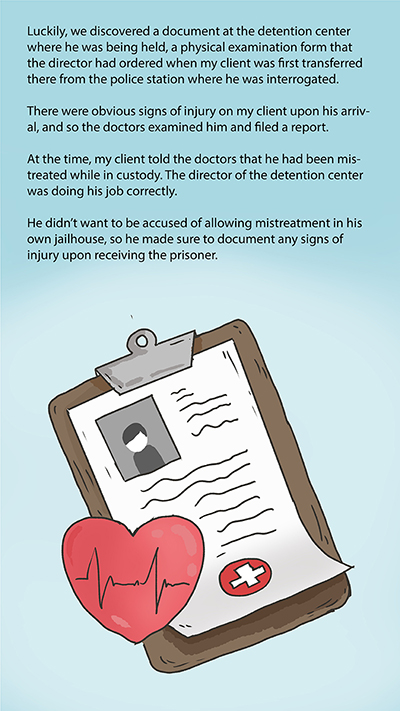 Luckily, we discovered a document at the detention center
where he was being held, a physical examination form that
the director had ordered when my client was first transferred
there from the police station where he was interrogated.
There were obvious signs of injury on my client upon his arriv-
al, and so the doctors examined him and filed a report.
At the time, my client told the doctors that he had been mis-
treated while in custody. The director of the detention center
was doing his job correctly.
He didn’t want to be accused of allowing mistreatment in his
own jailhouse, so he made sure to document any signs of
injury upon receiving the prisoner.